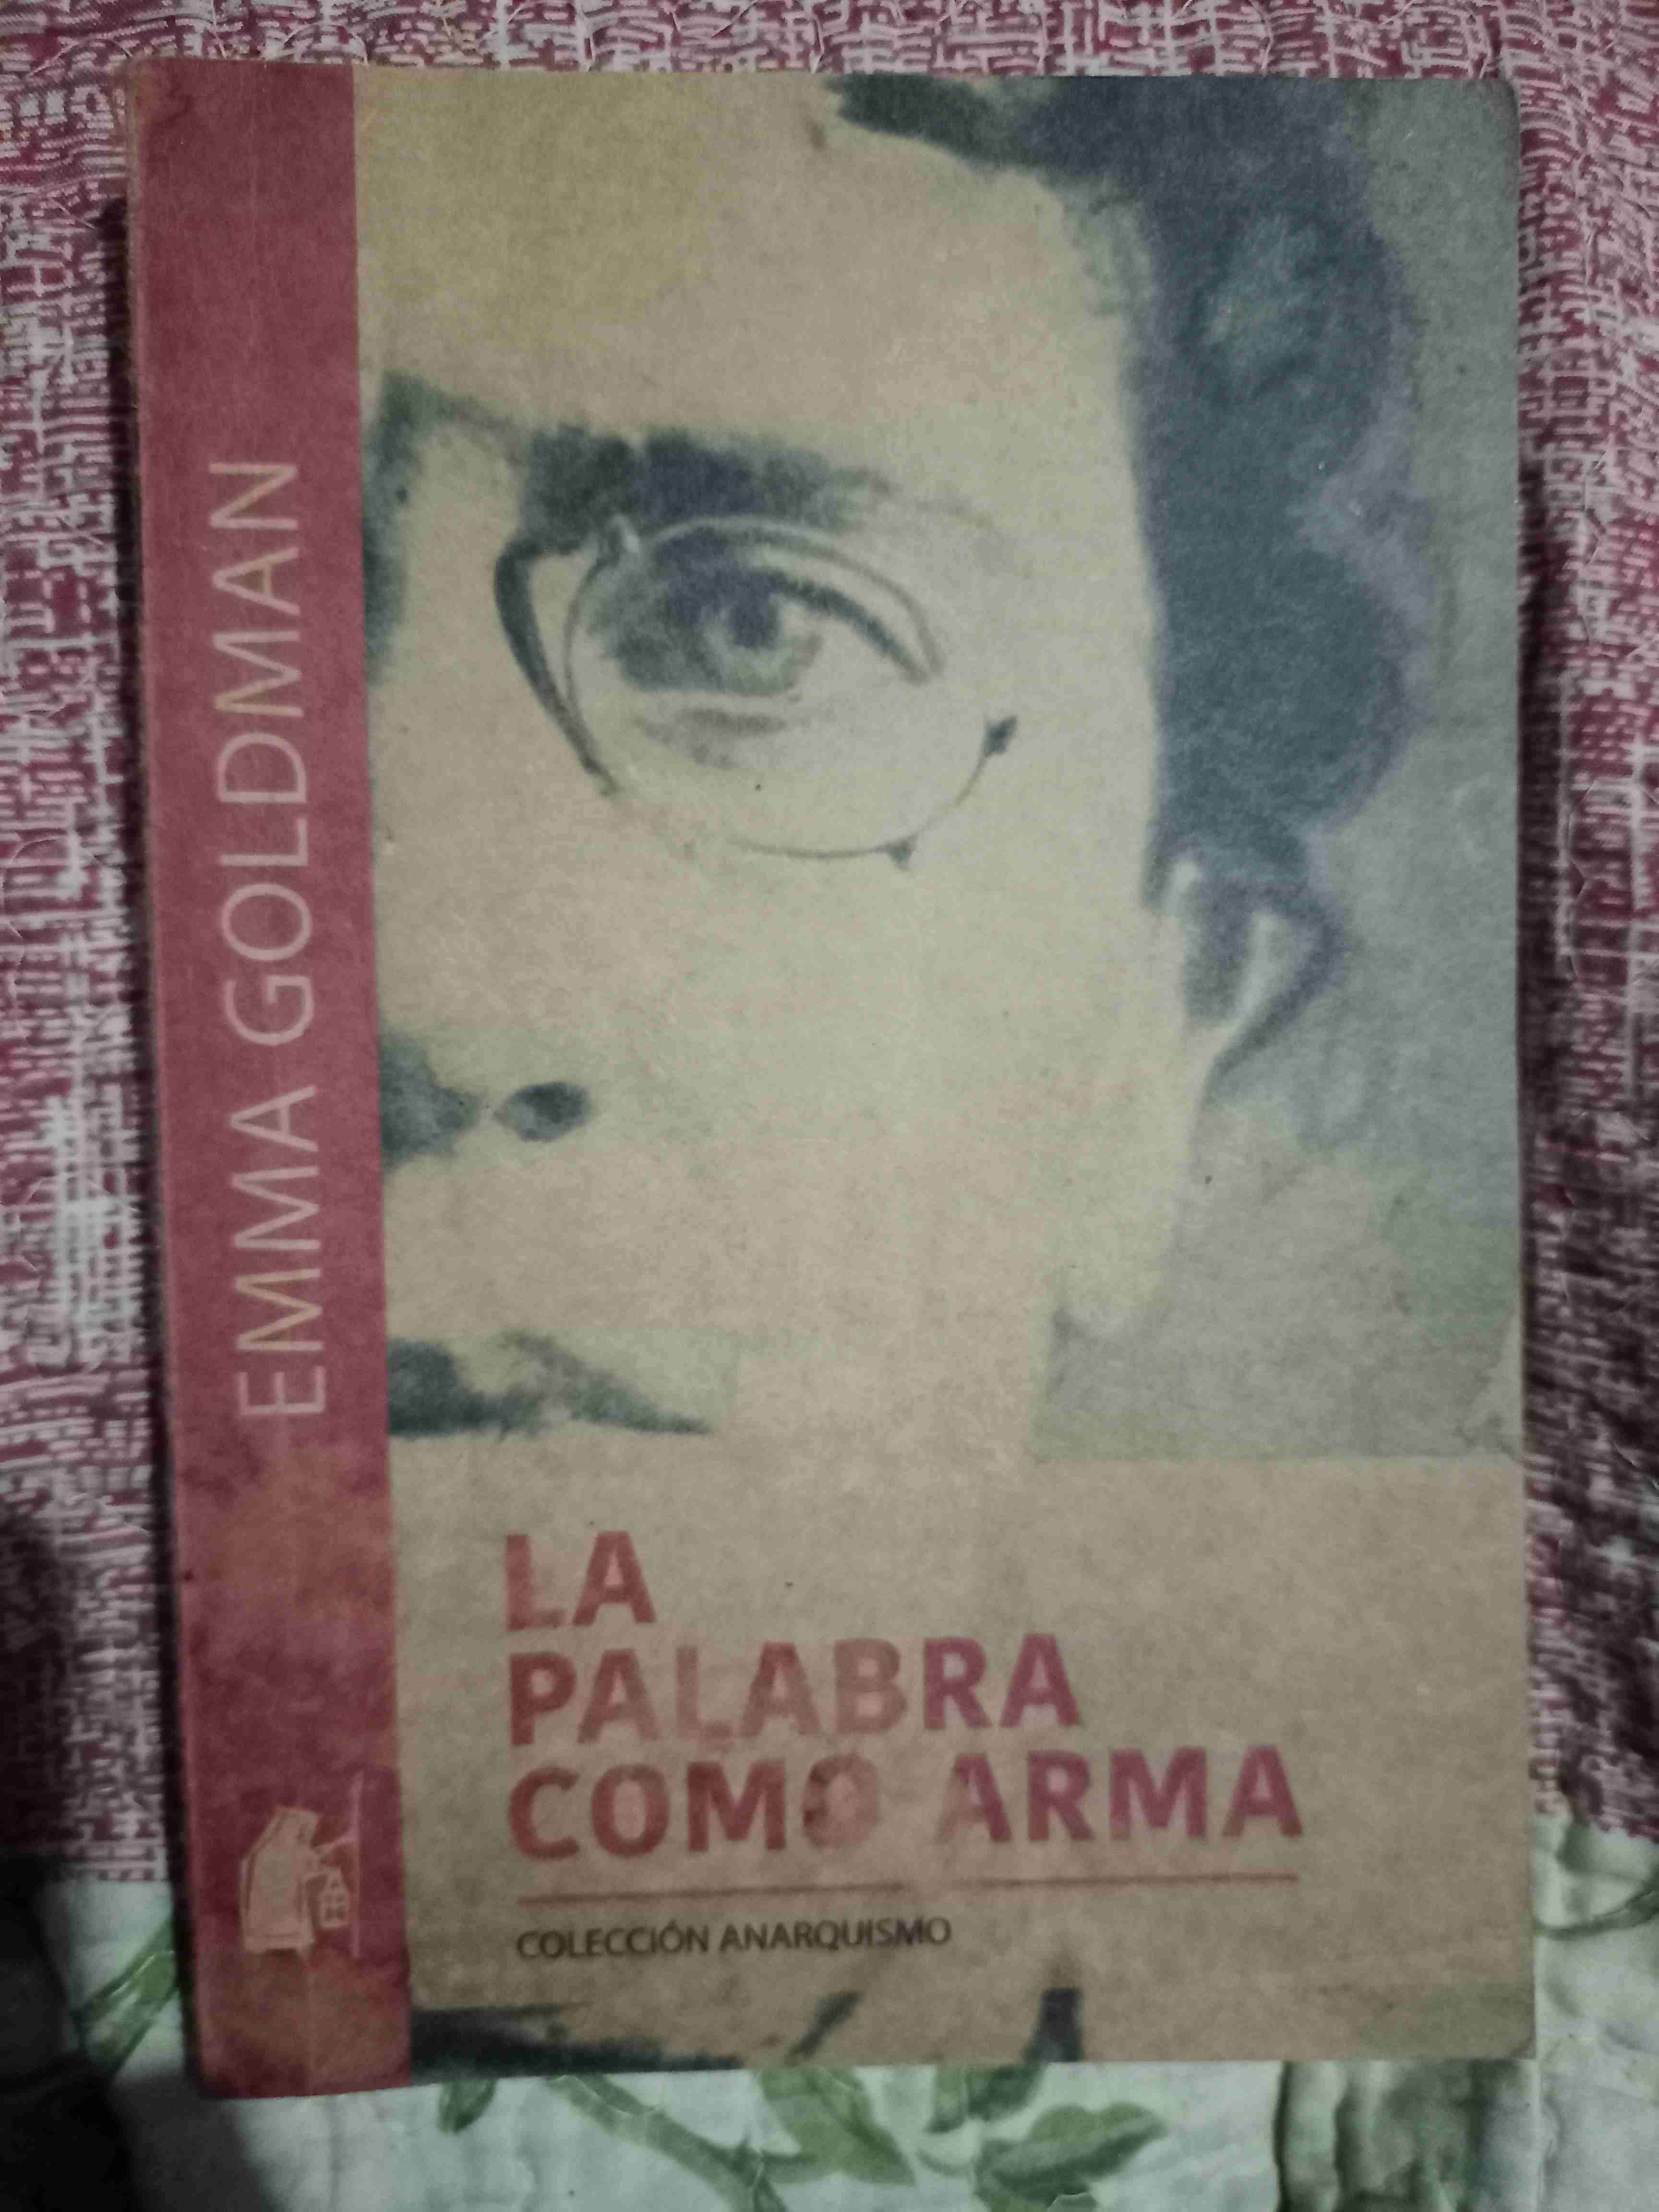 EMMA GOLDMAN
LA
PALABRA
COMO ARMA
COLECCIÓN ANARQUISMO